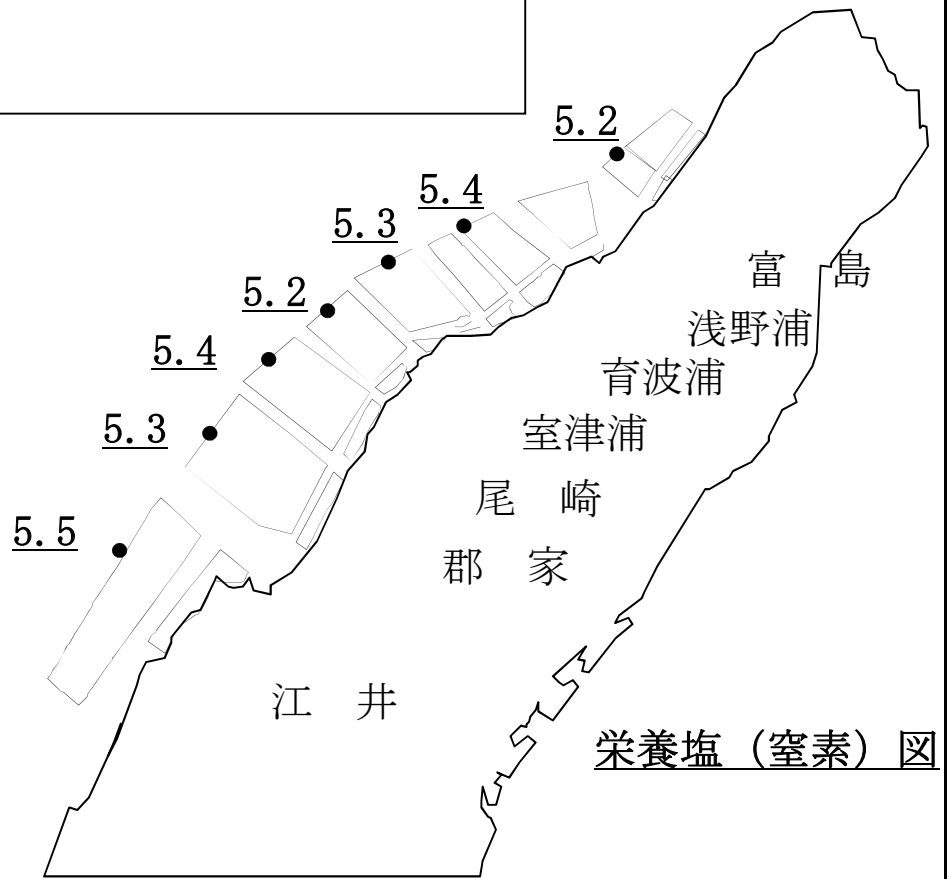 5.2
5.4
5.3
5.2
5.4
5.3
5.5
富　島
浅野浦
育波浦
室津浦
尾　崎
郡　家
江　井
栄養塩（窒素）図